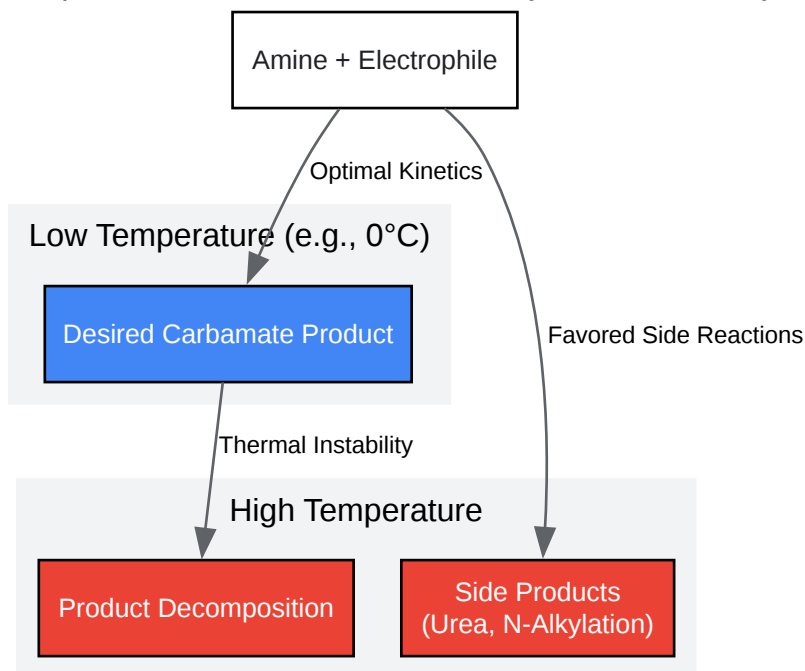 Amine + Electrophile
Optimal Kinetics
Low Temperature (e.g., 0°C)
Desired Carbamate Product
Favored Side Reactions
Thermal Instability
High Temperature
Product Decomposition
Side Products
(Urea, N-Alkylation)